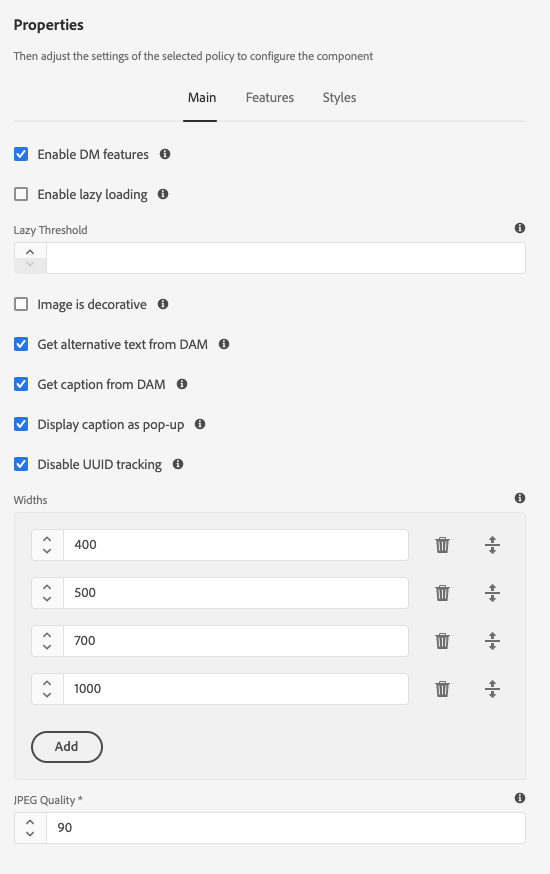 Properties
Then adjust the settings of the selected policy to configure the component
Main Features Styles
Enable DM features
Enable lazy loading
Lazy Threshold
Image is decorative
Get alternative text from DAM
Get caption from DAM
Display caption as pop-up
Disable UUID tracking
Widths
400
500
700
1000
Add
JPEG Quality *
90